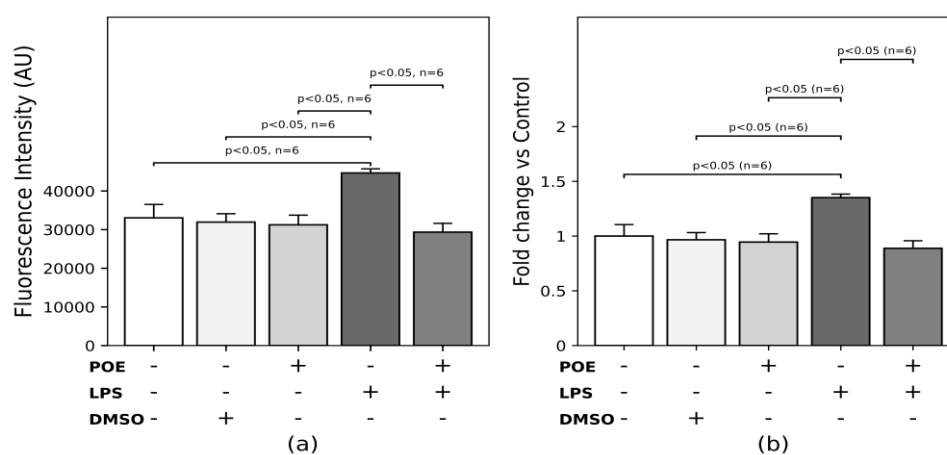 Fluorescence Intensity (AU)
40000
30000
20000
10000
0
p<0.05, n=6
p<0.05, n=6
p<0.05, n=6
p<0.05, n=6
POE - - + - +
LPS - - - + +
DMSO - + - - -
(a)
Fold change vs Control
2
1.5
1
0.5
0
p<0.05 (n=6)
p<0.05 (n=6)
p<0.05 (n=6)
p<0.05 (n=6)
POE - - + - +
LPS - - - + +
DMSO - + - - -
(b)